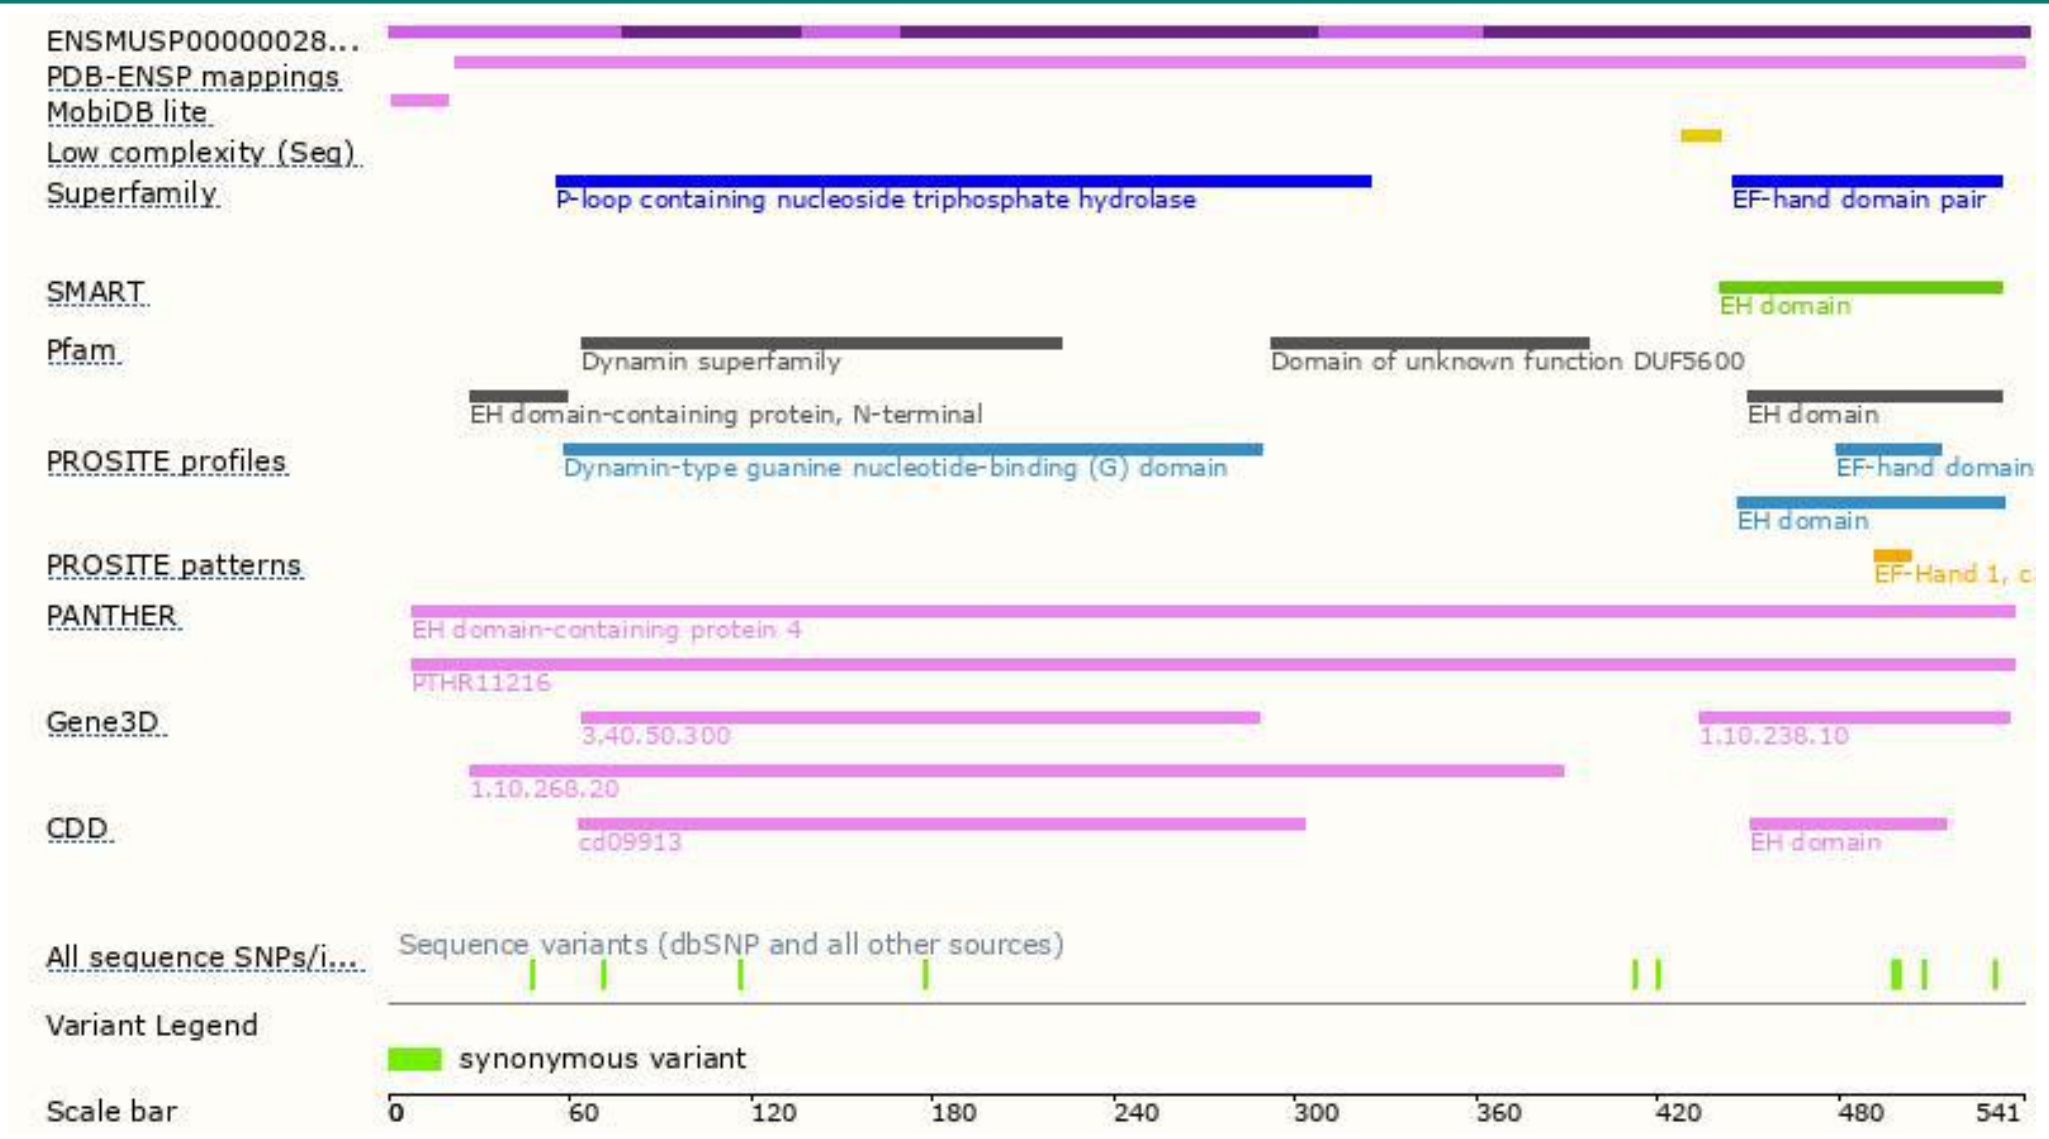 ENSMUSP00000028...
PDB-ENSP mappings
MobiDB lite
Low complexity (Seg)
Superfamily
P-loop containing nucleoside triphosphate hydrolase
EF-hand domain pair
SMART
EH domain
Pfam
Dynamin superfamily
Domain of unknown function DUF5600
EH domain-containing protein, N-terminal
EH domain
PROSITE profiles
Dynamin-type guanine nucleotide-binding (G) domain
EF-hand domain
EH domain
PROSITE patterns
EF-Hand 1, c
PANTHER
EH domain-containing protein 4
PTHR11216
Gene3D
3.40.50.300
1.10.238.10
1.10.268.20
CDD
cd09913
EH domain
All sequence SNPs/i...
Sequence variants (dbSNP and all other sources)
Variant Legend
synonymous variant
Scale bar
0 60 120 180 240 300 360 420 480 541